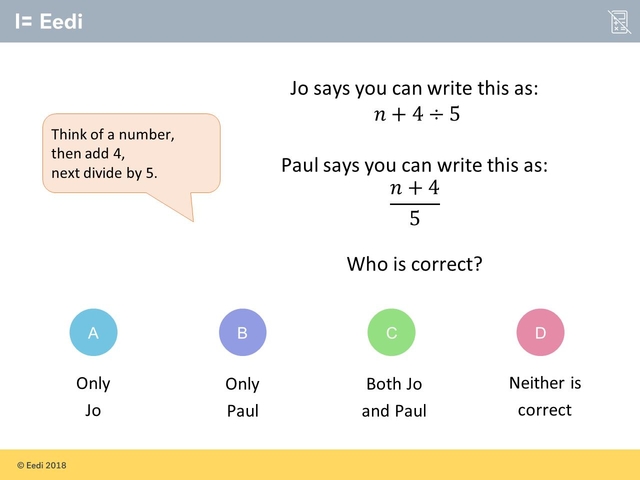 I= Eedi
Think of a number,
then add 4,
next divide by 5.
Jo says you can write this as:
n + 4 ÷ 5
Paul says you can write this as:
n + 4
5
Who is correct?
A
B
C
D
Only
Jo
Only
Paul
Both Jo
and Paul
Neither is
correct
© Eedi 2018